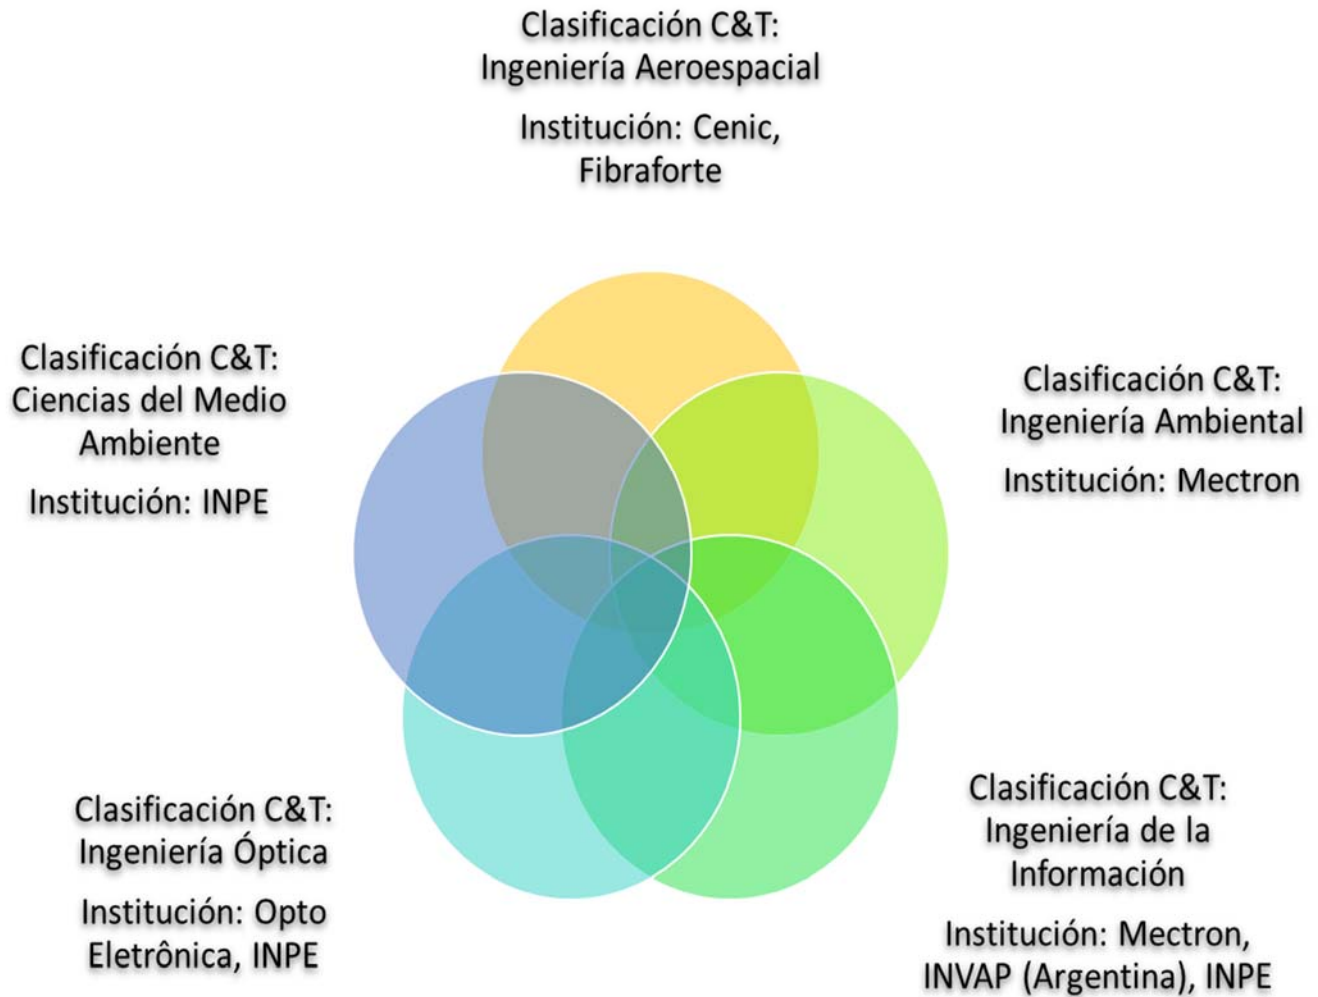 Clasificación C&T:
Ingeniería Aeroespacial
Institución: Cenic,
Fibraforte
Clasificación C&T:
Ciencias del Medio
Ambiente
Institución: INPE
Clasificación C&T:
Ingeniería Ambiental
Institución: Mectron
Clasificación C&T:
Ingeniería Óptica
Institución: Opto
Eletrônica, INPE
Clasificación C&T:
Ingeniería de la
Información
Institución: Mectron,
INVAP (Argentina), INPE